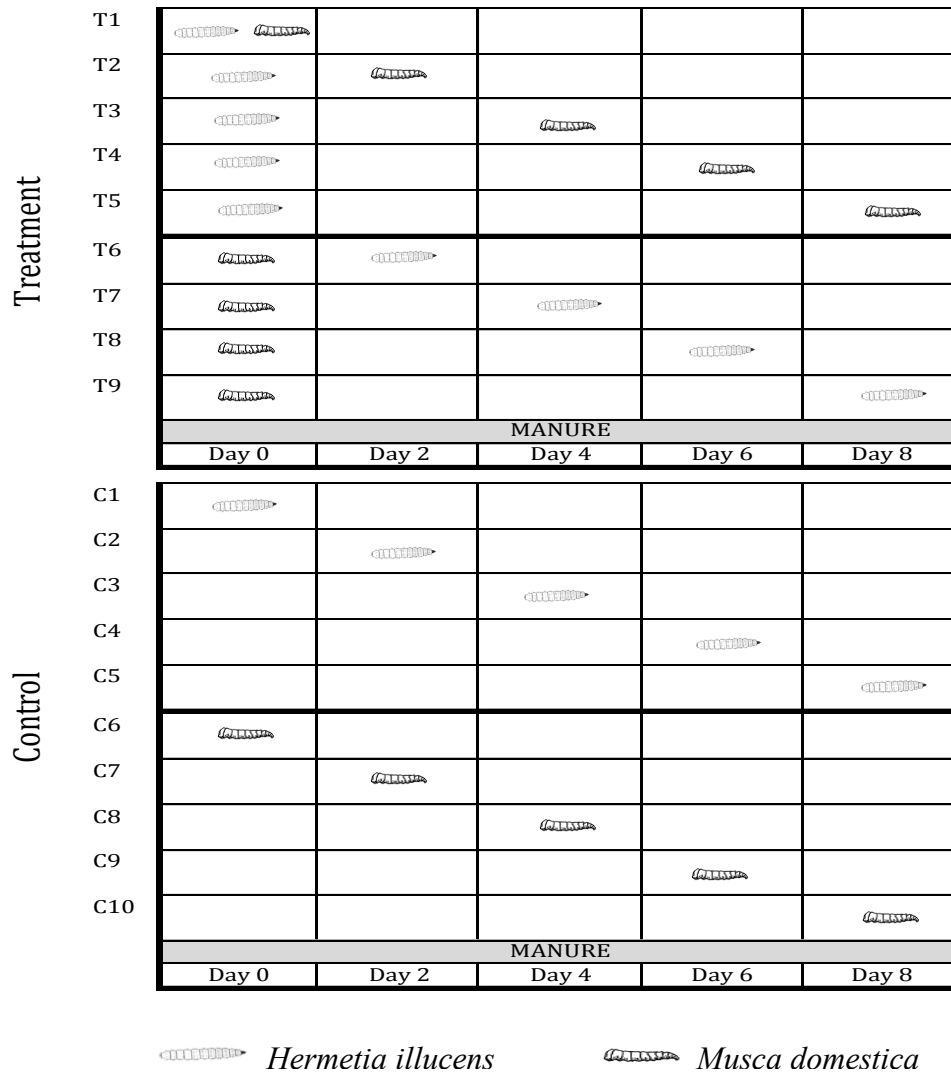 Treatment
T1
T2
T3
T4
T5
T6
T7
T8
T9
MANURE
Day 0 Day 2 Day 4 Day 6 Day 8
Control
C1
C2
C3
C4
C5
C6
C7
C8
C9
C10
MANURE
Day 0 Day 2 Day 4 Day 6 Day 8
Hermetia illucens Musca domestica